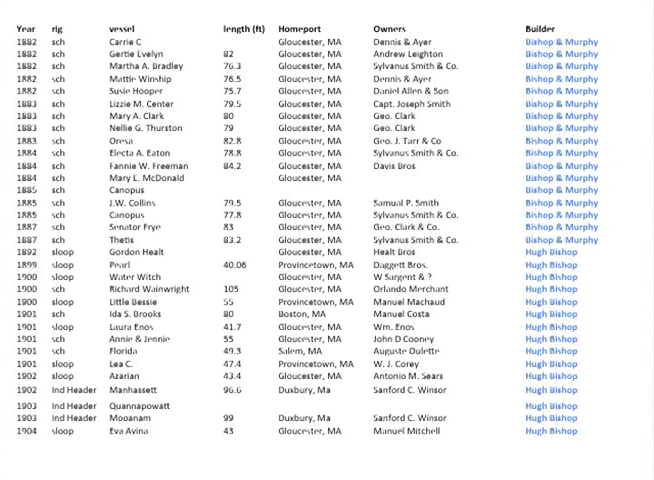 Year rig vessel length (ft) Homeport Owners Builder
1882 sch Carrie C Gloucester, MA Dennis & Ayer Bishop & Murphy
1882 sch Gertie Evelyn 82 Gloucester, MA Andrew Leighton Bishop & Murphy
1882 sch Martha A. Bradley 76.3 Gloucester, MA Sylvanus Smith & Co. Bishop & Murphy
1882 sch Mattie Winship 76.5 Gloucester, MA Dennis & Ayer Bishop & Murphy
1882 sch Susie Hooper 75.7 Gloucester, MA Daniel Allen & Son Bishop & Murphy
1883 sch Lizzie M. Center 79.5 Gloucester, MA Capt. Joseph Smith Bishop & Murphy
1883 sch Mary A. Clark 80 Gloucester, MA Geo. Clark Bishop & Murphy
1883 sch Nellie G. Thurston 79 Gloucester, MA Geo. Clark Bishop & Murphy
1883 sch Oresa 82.8 Gloucester, MA Geo. J. Tarr & Co Bishop & Murphy
1884 sch Electa A. Eaton 78.8 Gloucester, MA Sylvanus Smith & Co. Bishop & Murphy
1884 sch Fannie W. Freeman 84.2 Gloucester, MA Davis Bros Bishop & Murphy
1884 sch Mary L. McDonald Gloucester, MA Bishop & Murphy
1885 sch Canopus Bishop & Murphy
1885 sch J.W. Collins 79.5 Gloucester, MA Samual P. Smith Bishop & Murphy
1885 sch Canopus 77.8 Gloucester, MA Sylvanus Smith & Co. Bishop & Murphy
1887 sch Senator Frye 83 Gloucester, MA Geo. Clark & Co. Bishop & Murphy
1887 sch Thetis 83.2 Gloucester, MA Sylvanus Smith & Co. Bishop & Murphy
1892 sloop Gordon Healt Gloucester, MA Healt Bros Hugh Bishop
1899 sloop Pearl 40.06 Provincetown, MA Daggett Bros. Hugh Bishop
1900 sloop Water Witch Gloucester, MA W Sargent & ? Hugh Bishop
1900 sch Richard Wainwright 105 Gloucester, MA Orlando Merchant Hugh Bishop
1900 sloop Little Bessie 55 Provincetown, MA Manuel Machaud Hugh Bishop
1901 sch Ida S. Brooks 80 Boston, MA Manuel Costa Hugh Bishop
1901 sloop Laura Enos 41.7 Gloucester, MA Wm. Enos Hugh Bishop
1901 sch Annie & Jennie 55 Gloucester, MA John D Cooney Hugh Bishop
1901 sch Florida 49.3 Salem, MA Auguste Oulette Hugh Bishop
1901 sloop Lea C. 47.4 Provincetown, MA W. J. Corey Hugh Bishop
1902 sloop Azarian 43.4 Gloucester, MA Antonio M. Sears Hugh Bishop
1902 Ind Header Manhassett 96.6 Duxbury, Ma Sanford C. Winsor Hugh Bishop
1903 Ind Header Quannapowatt Hugh Bishop
1903 Ind Header Mooanam 99 Duxbury, Ma Sanford C. Winsor Hugh Bishop
1904 sloop Eva Avina 43 Gloucester, MA Manuel Mitchell Hugh Bishop